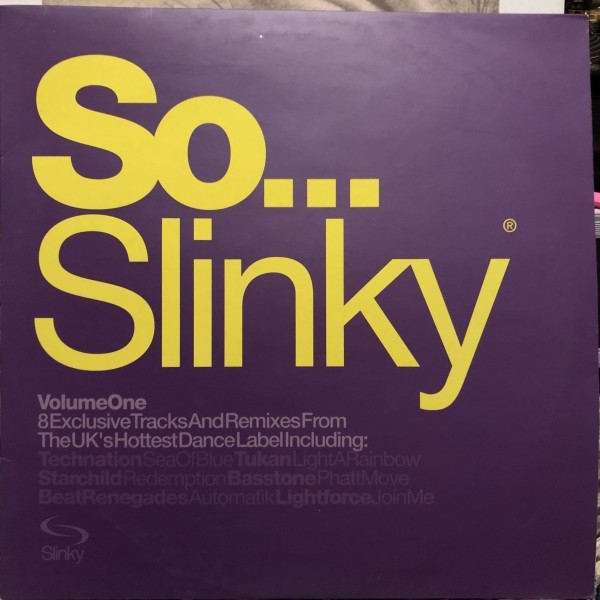 So...
Slinky®
VolumeOne
8ExclusiveTracksAndRemixesFrom
TheUK'sHottestDanceLabelIncluding:
TechnationSeaOfBlueTukanLightARainbow
StarchildRedemptionBasstonePhattMove
BeatRenegadesAutomatikLightforceJoinMe
Slinky